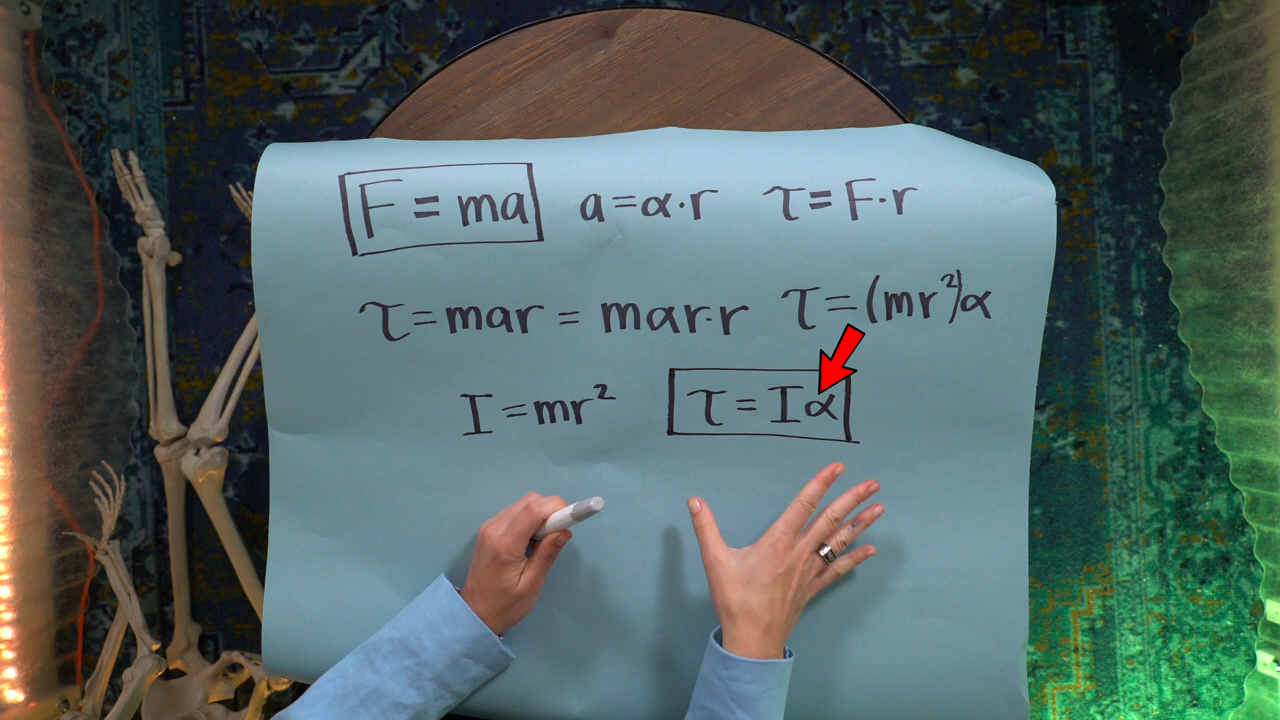 F = ma a = α·r τ = F·r
τ = mar = mar·r τ = (mr²)α
I = mr² τ = Iα